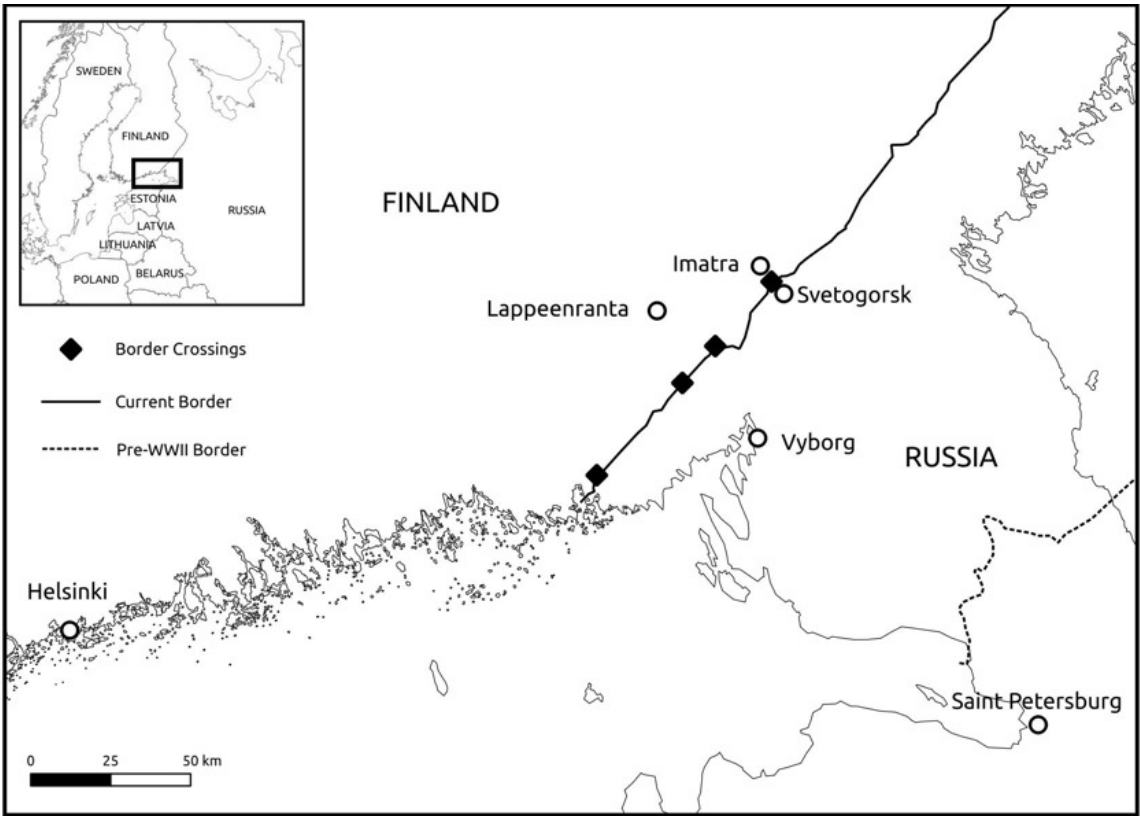 SWEDEN
FINLAND
ESTONIA
RUSSIA
LATVIA
LITHUANIA
POLAND
BELARUS
Border Crossings
Current Border
Pre-WWII Border
FINLAND
Imatra
Svetogorsk
Lappeenranta
Vyborg
RUSSIA
Helsinki
Saint Petersburg
0 25 50 km